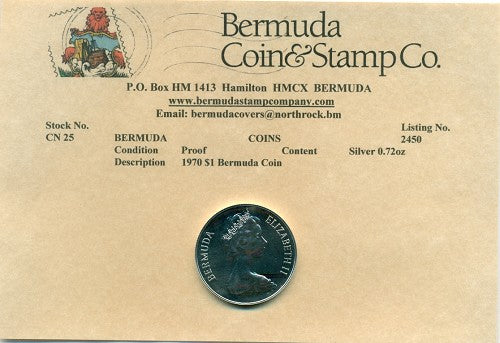 Bermuda
Coin&Stamp Co.
P.O. Box HM 1413 Hamilton HMCX BERMUDA
www.bermudastampcompany.com
Email: bermudacovers@northrock.bm
Stock No. Listing No.
CN 25 BERMUDA COINS 2450
Condition Proof Content Silver 0.72oz
Description 1970 $1 Bermuda Coin
BERMUDA ELIZABETH II